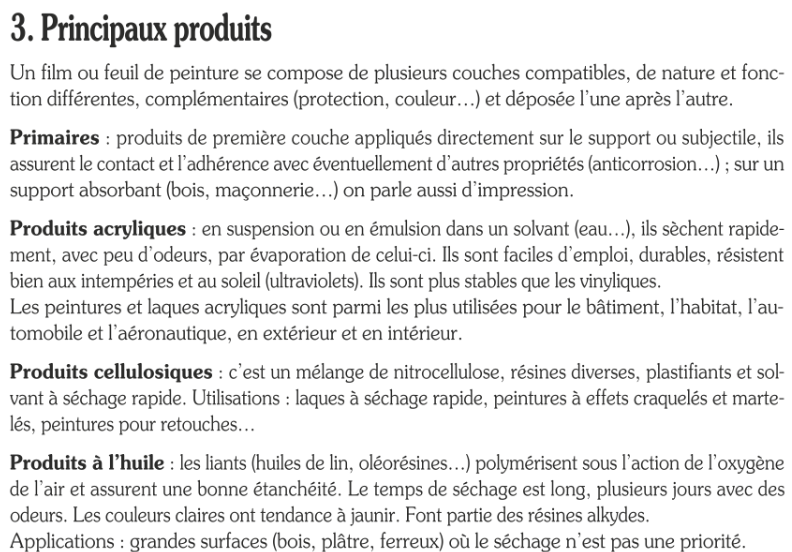 3. Principaux produits
Un film ou feuil de peinture se compose de plusieurs couches compatibles, de nature et fonc-
tion différentes, complémentaires (protection, couleur…) et déposée l’une après l’autre.
Primaires : produits de première couche appliqués directement sur le support ou subjectile, ils
assurent le contact et l’adhérence avec éventuellement d’autres propriétés (anticorrosion…) ; sur un
support absorbant (bois, maçonnerie…) on parle aussi d’impression.
Produits acryliques : en suspension ou en émulsion dans un solvant (eau…), ils sèchent rapide-
ment, avec peu d’odeurs, par évaporation de celui-ci. Ils sont faciles d’emploi, durables, résistent
bien aux intempéries et au soleil (ultraviolets). Ils sont plus stables que les vinyliques.
Les peintures et laques acryliques sont parmi les plus utilisées pour le bâtiment, l’habitat, l’au-
tomobile et l’aéronautique, en extérieur et en intérieur.
Produits cellulosiques : c’est un mélange de nitrocellulose, résines diverses, plastifiants et sol-
vant à séchage rapide. Utilisations : laques à séchage rapide, peintures à effets craquelés et marte-
lés, peintures pour retouches…
Produits à l’huile : les liants (huiles de lin, oléorésines…) polymérisent sous l’action de l’oxygène
de l’air et assurent une bonne étanchéité. Le temps de séchage est long, plusieurs jours avec des
odeurs. Les couleurs claires ont tendance à jaunir. Font partie des résines alkydes.
Applications : grandes surfaces (bois, plâtre, ferreux) où le séchage n’est pas une priorité.